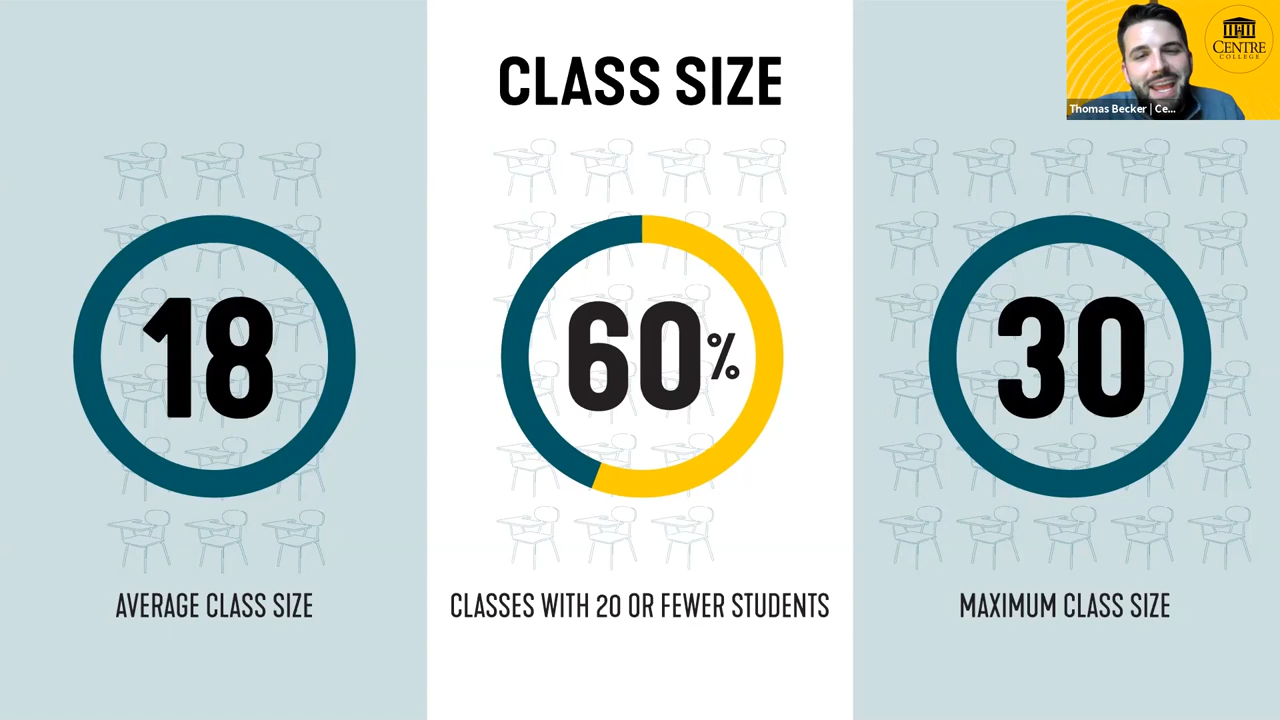 CLASS SIZE
CENTRE
COLLEGE
Thomas Becker | Ce...
18
60%
30
AVERAGE CLASS SIZE
CLASSES WITH 20 OR FEWER STUDENTS
MAXIMUM CLASS SIZE